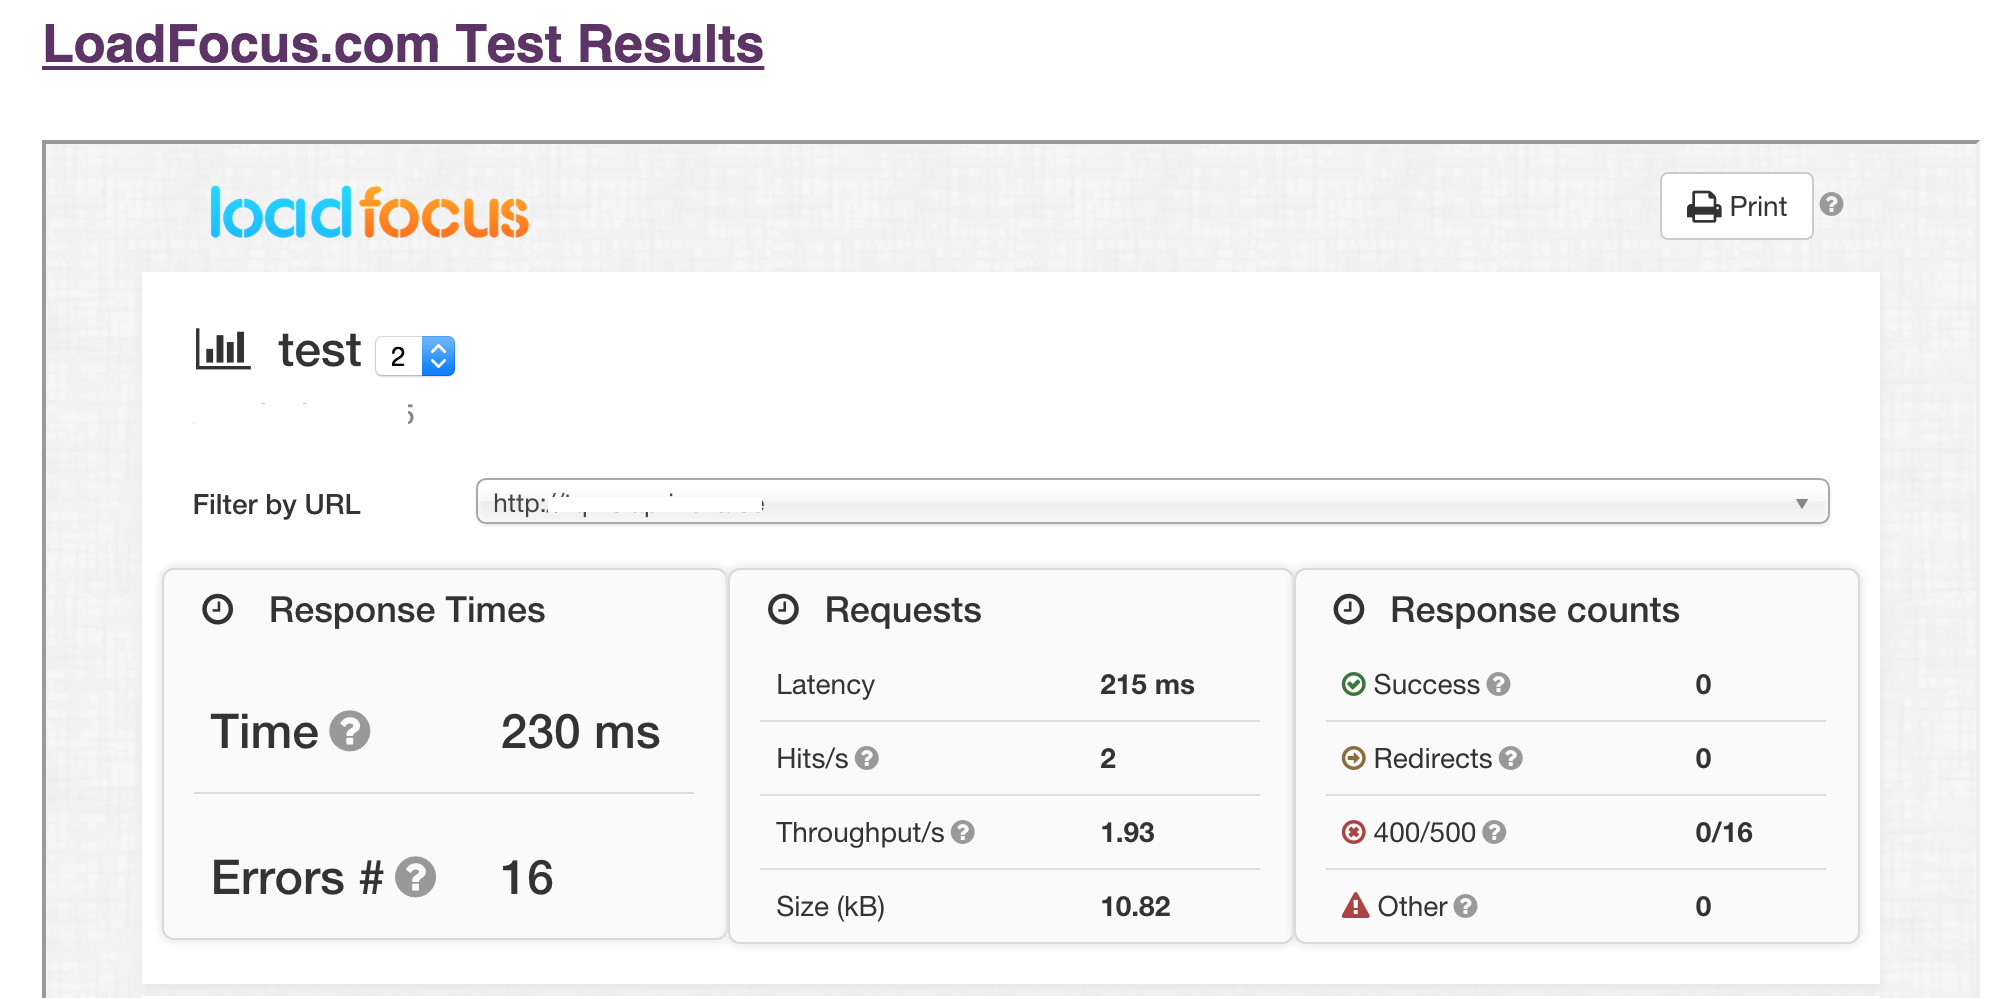 LoadFocus.com Test Results
loadfocus
Print
test 2
5
Filter by URL http:
Response Times
Time 230 ms
Errors # 16
Requests
Latency 215 ms
Hits/s 2
Throughput/s 1.93
Size (kB) 10.82
Response counts
Success 0
Redirects 0
400/500 0/16
Other 0